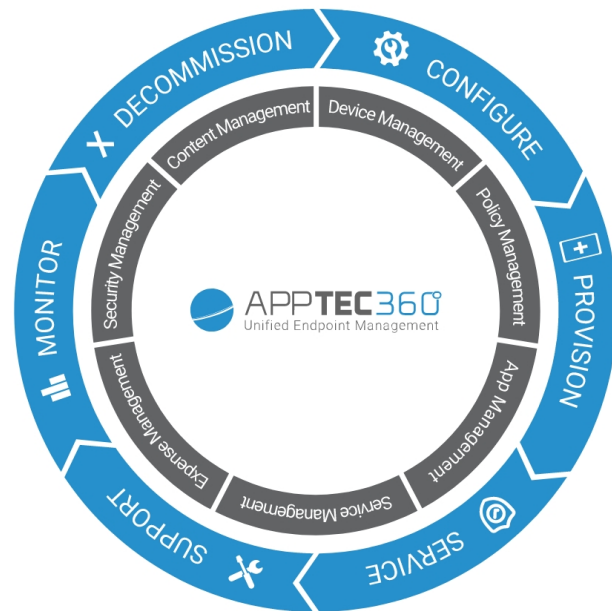 CONFIGURE
PROVISION
SERVICE
SUPPORT
MONITOR
DECOMMISSION
Device Management
Policy Management
App Management
Service Management
Expense Management
Security Management
Content Management
APPTEC360°
Unified Endpoint Management